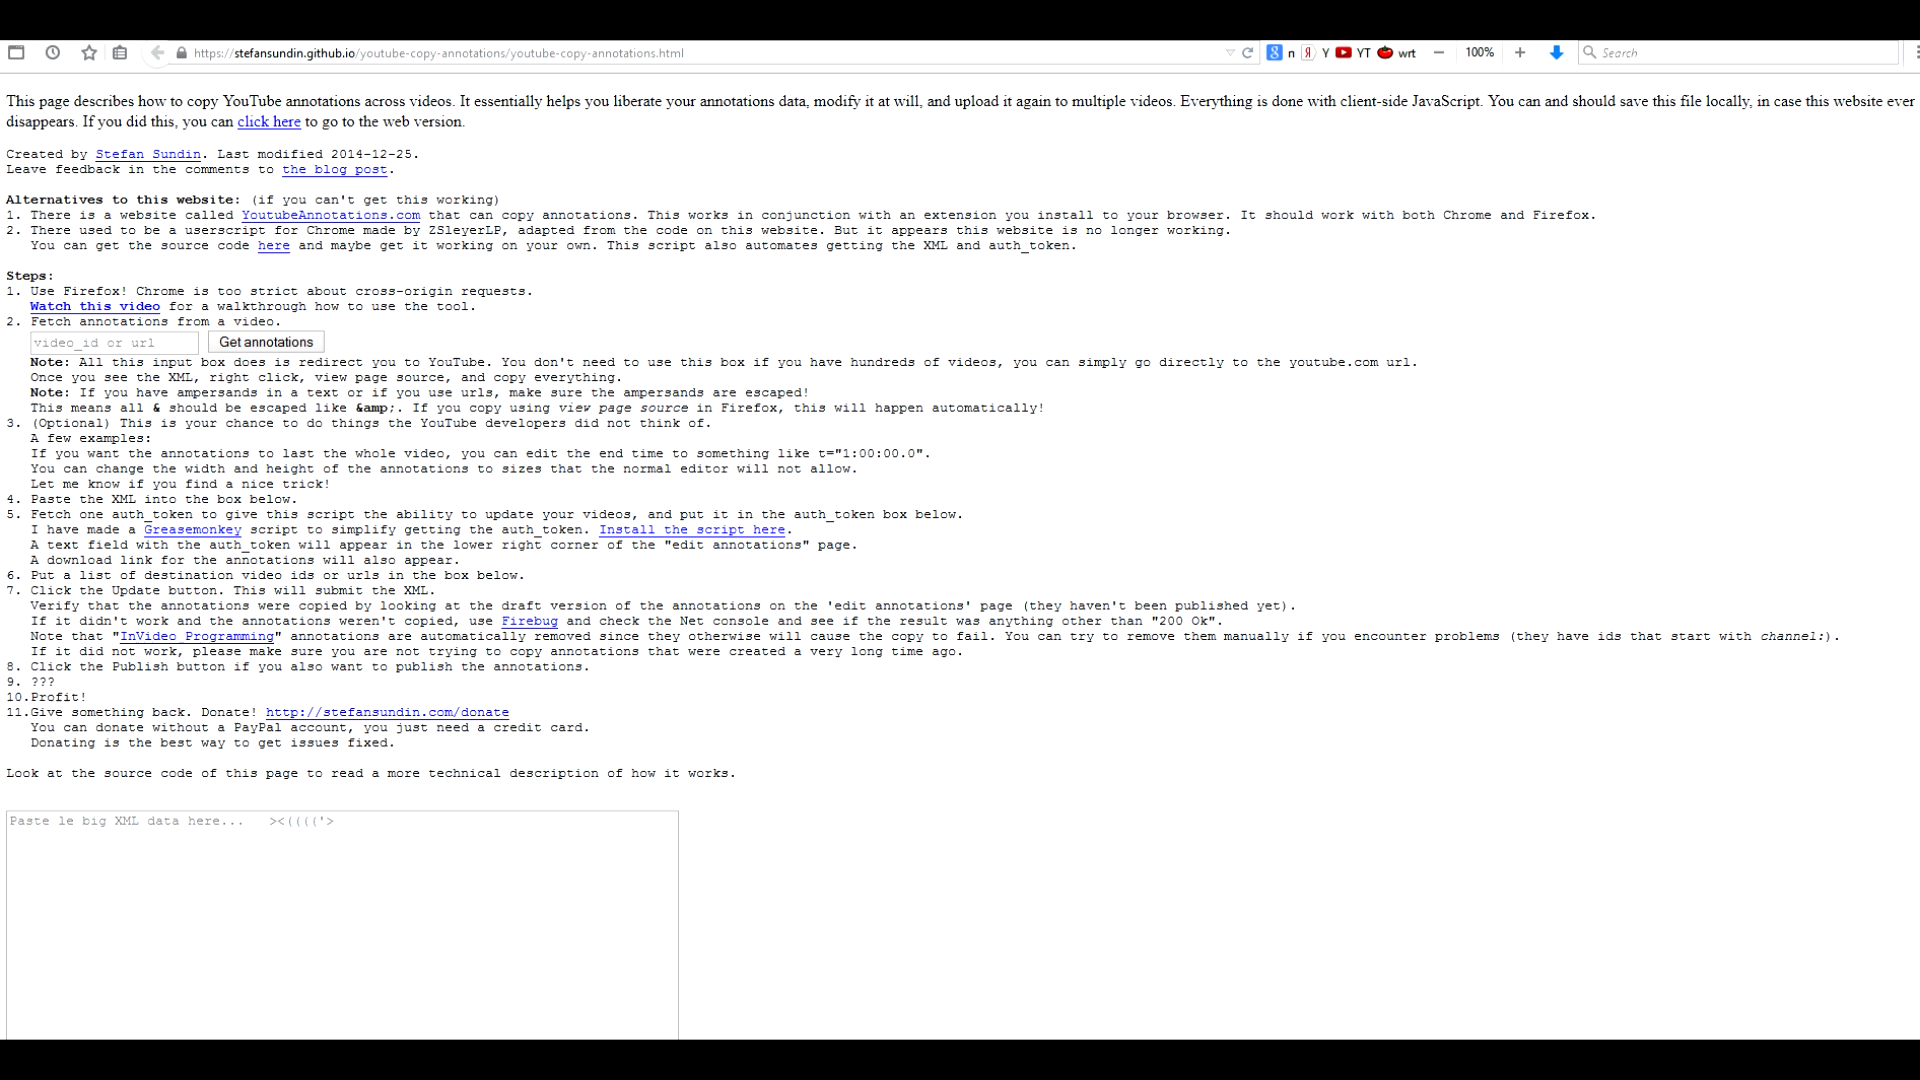 https://stefansundin.github.io/youtube-copy-annotations/youtube-copy-annotations.html
8 n Я Y YT wrt
100%
Search
This page describes how to copy YouTube annotations across videos. It essentially helps you liberate your annotations data, modify it at will, and upload it again to multiple videos. Everything is done with client-side JavaScript. You can and should save this file locally, in case this website ever
disappears. If you did this, you can click here to go to the web version.
Created by Stefan Sundin. Last modified 2014-12-25.
Leave feedback in the comments to the blog post.
Alternatives to this website: (if you can't get this working)
1. There is a website called YoutubeAnnotations.com that can copy annotations. This works in conjunction with an extension you install to your browser. It should work with both Chrome and Firefox.
2. There used to be a userscript for Chrome made by ZSleyerLP, adapted from the code on this website. But it appears this website is no longer working.
You can get the source code here and maybe get it working on your own. This script also automates getting the XML and auth_token.
Steps:
1. Use Firefox! Chrome is too strict about cross-origin requests.
Watch this video for a walkthrough how to use the tool.
2. Fetch annotations from a video.
video_id or url Get annotations
Note: All this input box does is redirect you to YouTube. You don't need to use this box if you have hundreds of videos, you can simply go directly to the youtube.com url.
Once you see the XML, right click, view page source, and copy everything.
Note: If you have ampersands in a text or if you use urls, make sure the ampersands are escaped!
This means all & should be escaped like &amp;. If you copy using view page source in Firefox, this will happen automatically!
3. (Optional) This is your chance to do things the YouTube developers did not think of.
A few examples:
If you want the annotations to last the whole video, you can edit the end time to something like t="1:00:00.0".
You can change the width and height of the annotations to sizes that the normal editor will not allow.
Let me know if you find a nice trick!
4. Paste the XML into the box below.
5. Fetch one auth_token to give this script the ability to update your videos, and put it in the auth_token box below.
I have made a Greasemonkey script to simplify getting the auth_token. Install the script here.
A text field with the auth_token will appear in the lower right corner of the "edit annotations" page.
A download link for the annotations will also appear.
6. Put a list of destination video ids or urls in the box below.
7. Click the Update button. This will submit the XML.
Verify that the annotations were copied by looking at the draft version of the annotations on the 'edit annotations' page (they haven't been published yet).
If it didn't work and the annotations weren't copied, use Firebug and check the Net console and see if the result was anything other than "200 Ok".
Note that "InVideo Programming" annotations are automatically removed since they otherwise will cause the copy to fail. You can try to remove them manually if you encounter problems (they have ids that start with channel:).
If it did not work, please make sure you are not trying to copy annotations that were created a very long time ago.
8. Click the Publish button if you also want to publish the annotations.
9. ???
10.Profit!
11.Give something back. Donate! http://stefansundin.com/donate
You can donate without a PayPal account, you just need a credit card.
Donating is the best way to get issues fixed.
Look at the source code of this page to read a more technical description of how it works.
Paste le big XML data here... ><(((('>